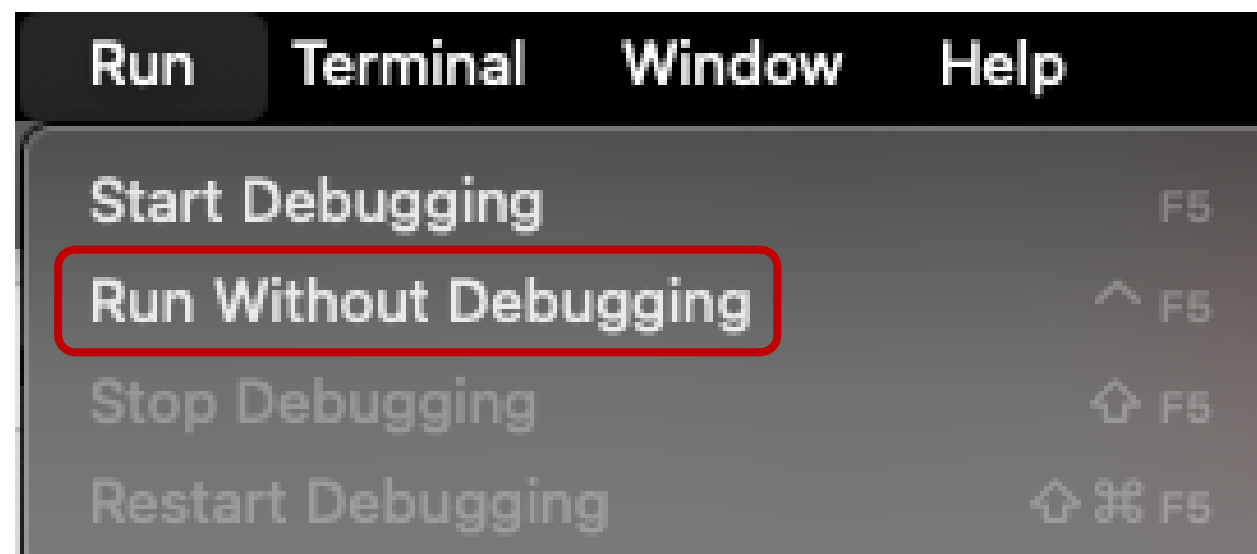 Run Terminal Window Help
Start Debugging F5
Run Without Debugging ^ F5
Stop Debugging ⇧ F5
Restart Debugging ⇧ ⌘ F5